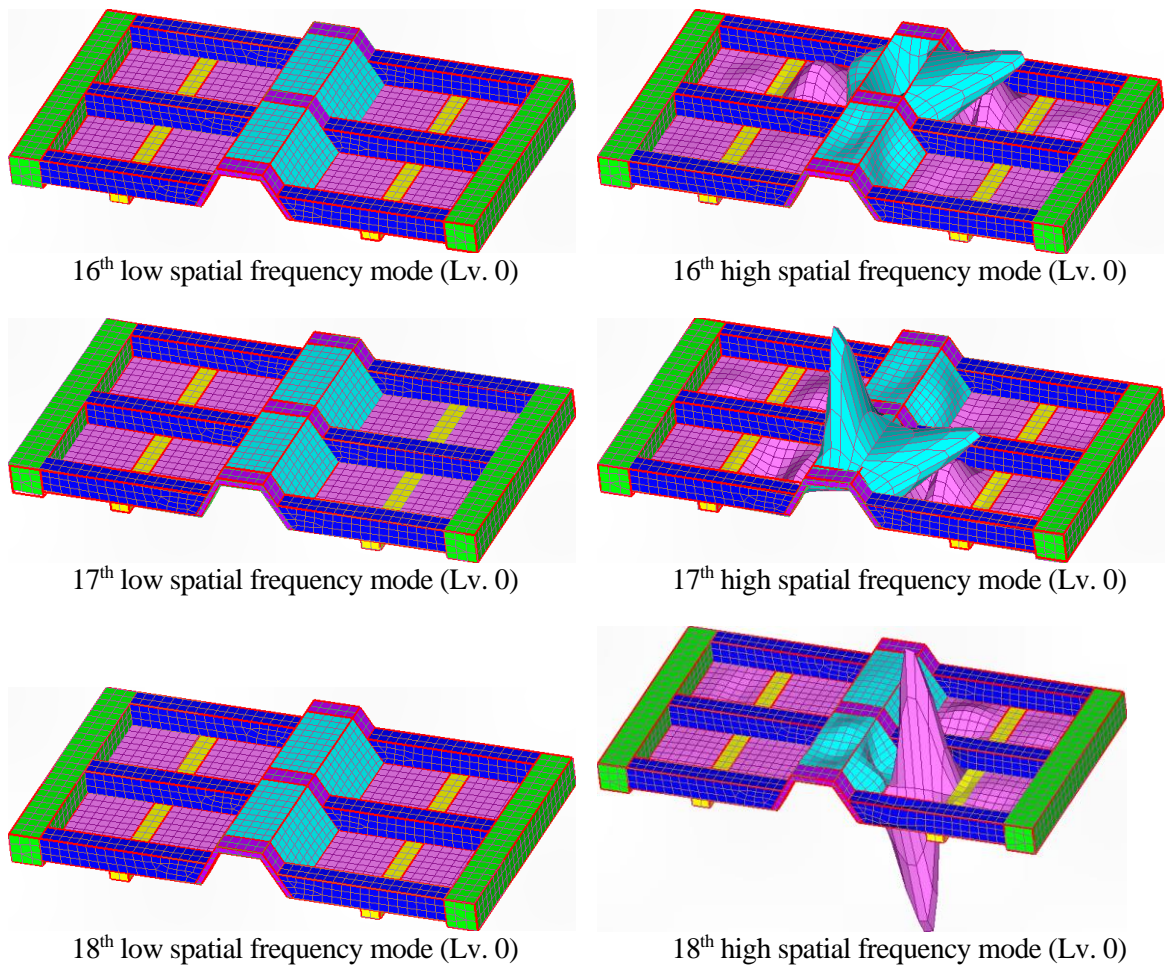 16th low spatial frequency mode (Lv. 0)
16th high spatial frequency mode (Lv. 0)
17th low spatial frequency mode (Lv. 0)
17th high spatial frequency mode (Lv. 0)
18th low spatial frequency mode (Lv. 0)
18th high spatial frequency mode (Lv. 0)